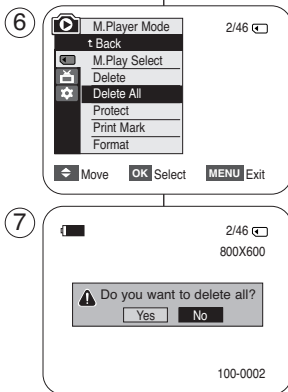 6
M.Player Mode 2/46
t Back
M.Play Select
Delete
Delete All
Protect
Print Mark
Format
Move OK Select MENU Exit
7
2/46
800X600
Do you want to delete all?
Yes No
100-0002